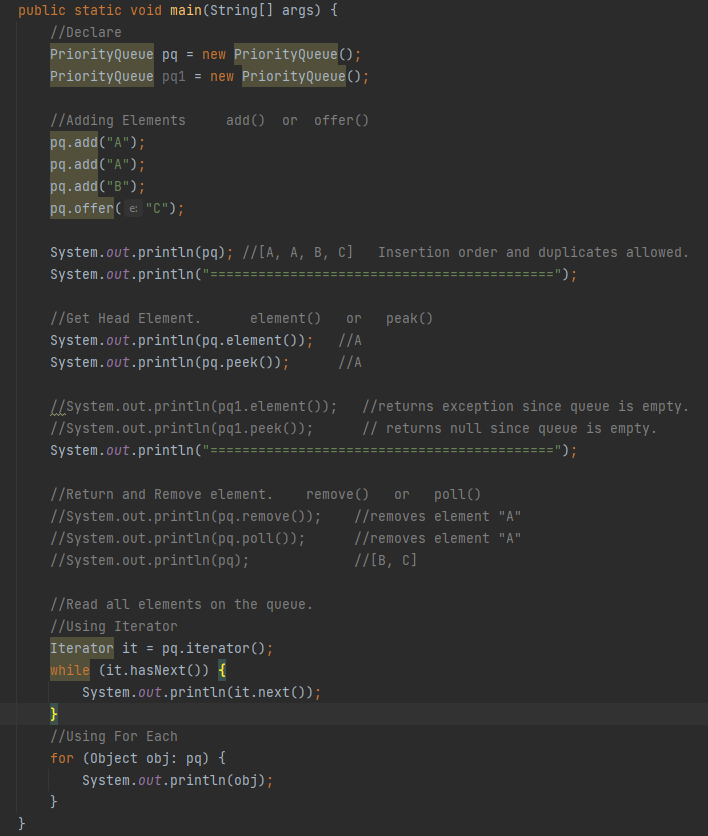 public static void main(String[] args) {
//Declare
PriorityQueue pq = new PriorityQueue();
PriorityQueue pq1 = new PriorityQueue();
//Adding Elements     add()  or  offer()
pq.add("A");
pq.add("A");
pq.add("B");
pq.offer( e: "C");
System.out.println(pq); //[A, A, B, C]   Insertion order and duplicates allowed.
System.out.println("===========================================");
//Get Head Element.      element()   or   peak()
System.out.println(pq.element());   //A
System.out.println(pq.peek());      //A
//System.out.println(pq1.element());   //returns exception since queue is empty.
//System.out.println(pq1.peek());      // returns null since queue is empty.
System.out.println("===========================================");
//Return and Remove element.    remove()   or   poll()
//System.out.println(pq.remove());    //removes element "A"
//System.out.println(pq.poll());      //removes element "A"
//System.out.println(pq);             //[B, C]
//Read all elements on the queue.
//Using Iterator
Iterator it = pq.iterator();
while (it.hasNext()) {
System.out.println(it.next());
}
//Using For Each
for (Object obj: pq) {
System.out.println(obj);
}
}